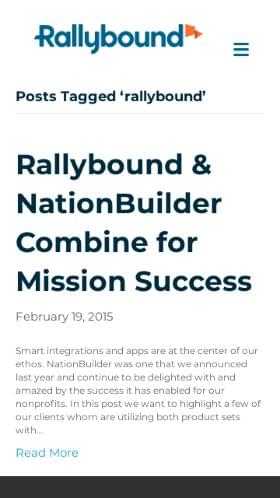 Rallybound
Posts Tagged ‘rallybound’
Rallybound &
NationBuilder
Combine for
Mission Success
February 19, 2015
Smart integrations and apps are at the center of our
ethos. NationBuilder was one that we announced
last year and continue to be delighted with and
amazed by the success it has enabled for our
nonprofits. In this post we want to highlight a few of
our clients whom are utilizing both product sets
with...
Read More